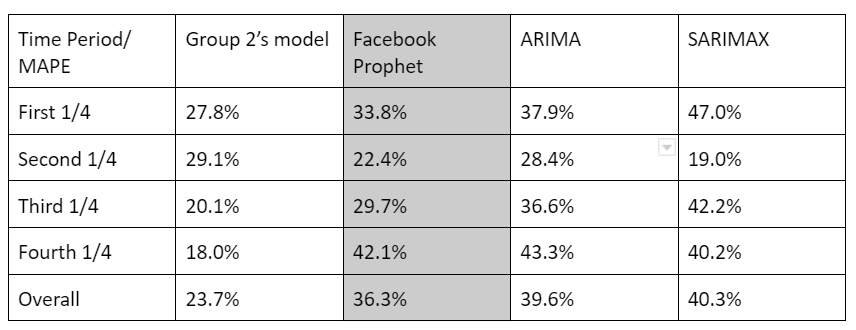 Time Period/ Group 2’s model Facebook ARIMA SARIMAX
MAPE Prophet
First 1/4 27.8% 33.8% 37.9% 47.0%
Second 1/4 29.1% 22.4% 28.4% 19.0%
Third 1/4 20.1% 29.7% 36.6% 42.2%
Fourth 1/4 18.0% 42.1% 43.3% 40.2%
Overall 23.7% 36.3% 39.6% 40.3%